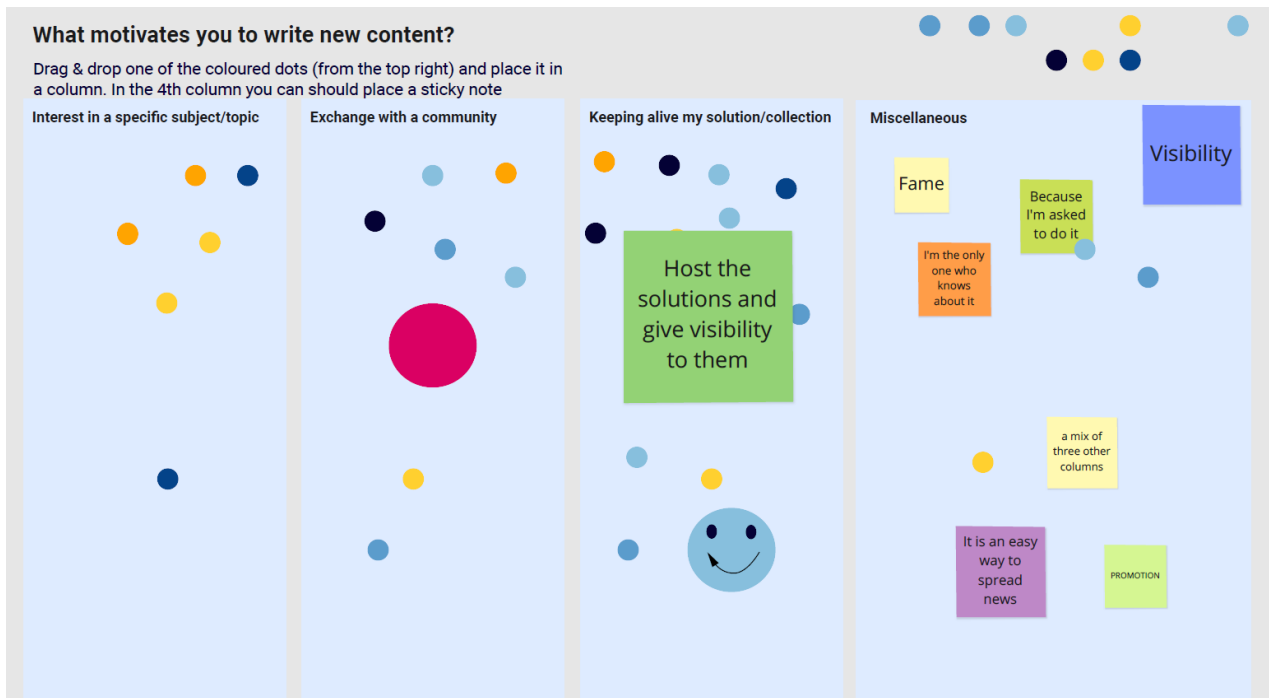 What motivates you to write new content?
Drag & drop one of the coloured dots (from the top right) and place it in
a column. In the 4th column you can should place a sticky note
Interest in a specific subject/topic
Exchange with a community
Keeping alive my solution/collection
Host the
solutions and
give visibility
to them
Miscellaneous
Visibility
Fame
Because
I'm asked
to do it
I'm the only
one who
knows
about it
a mix of
three other
columns
It is an easy
way to
spread
news
PROMOTION